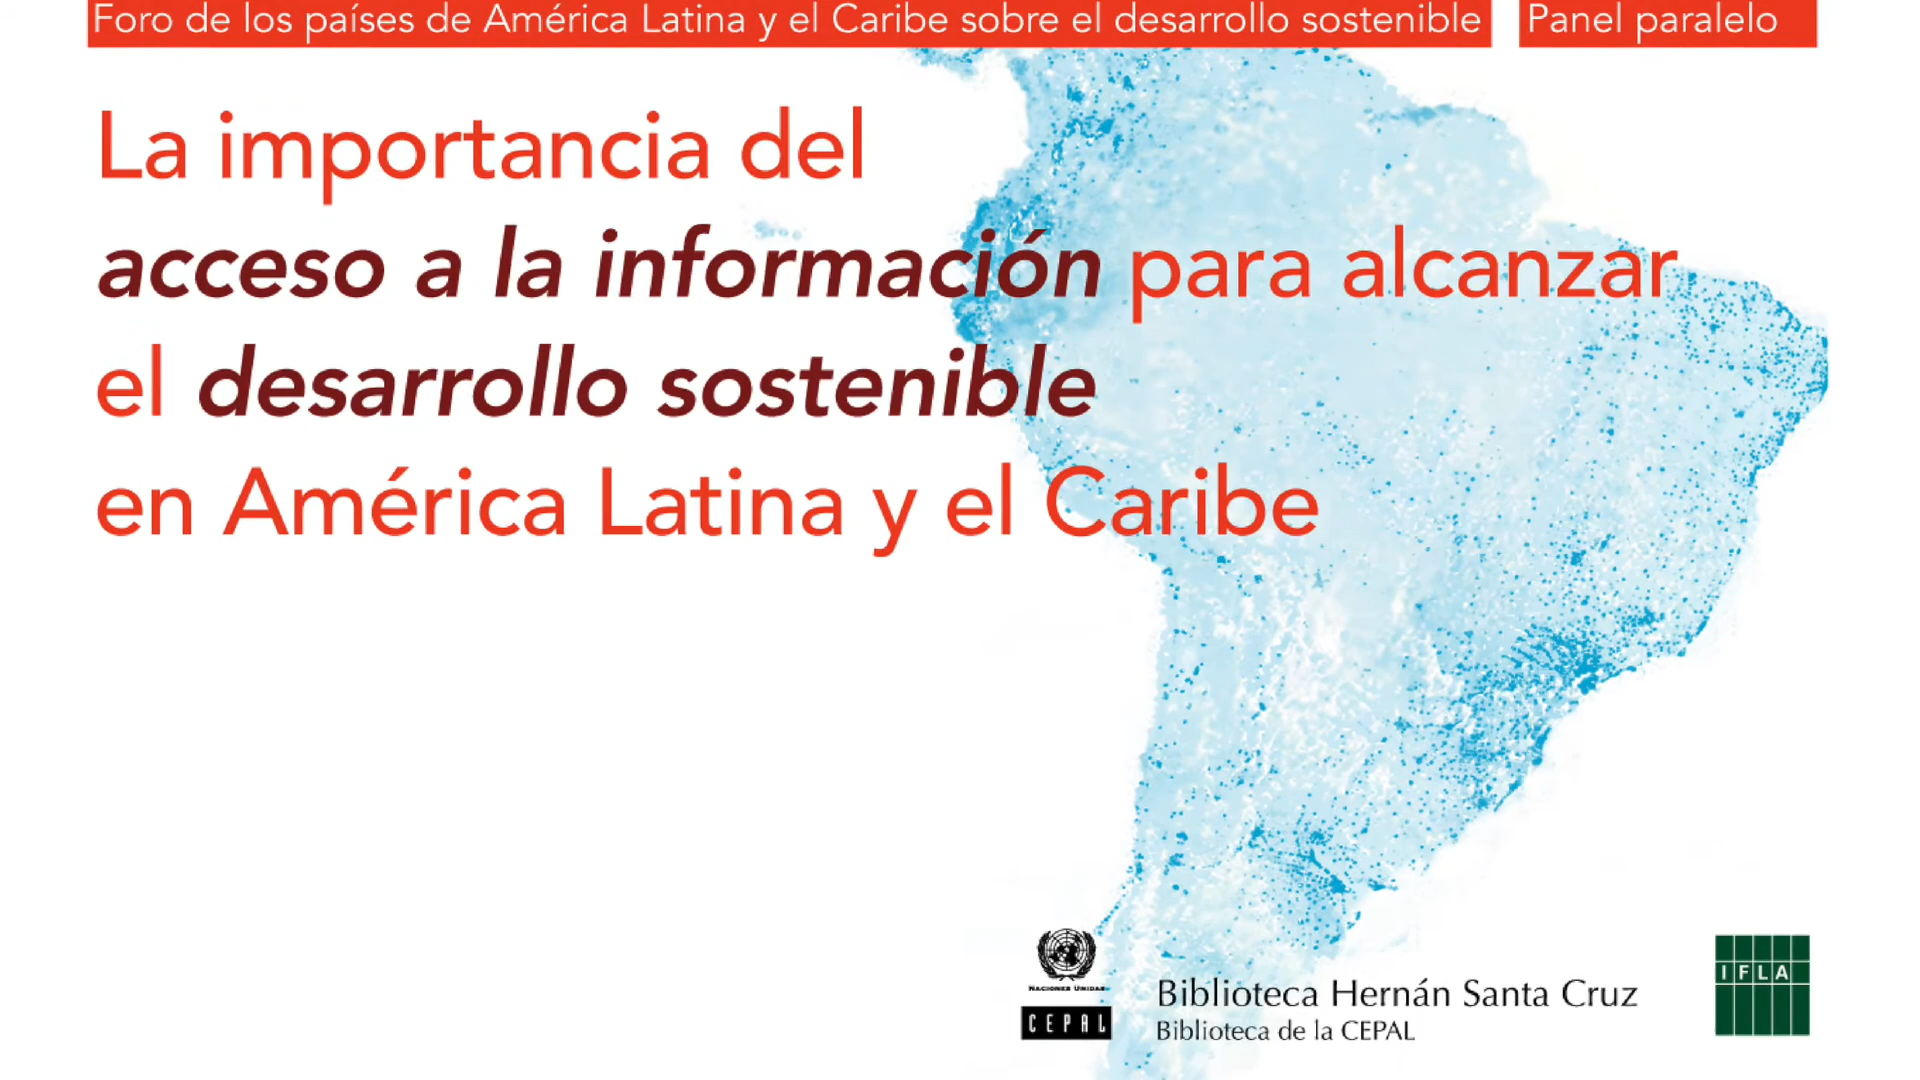 Foro de los países de América Latina y el Caribe sobre el desarrollo sostenible
Panel paralelo
La importancia del
acceso a la información para alcanzar
el desarrollo sostenible
en América Latina y el Caribe
NACIONES UNIDAS
CEPAL
Biblioteca Hernán Santa Cruz
Biblioteca de la CEPAL
IFLA